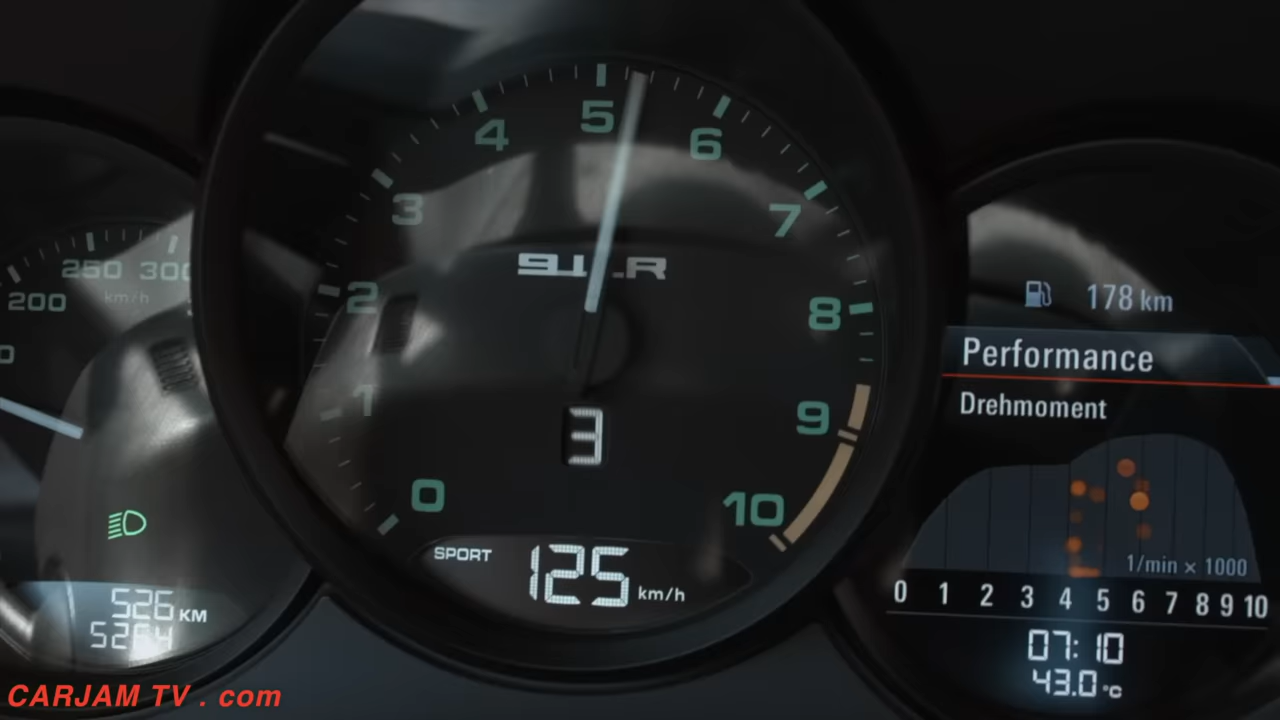 250 300
km/h
200
0
526 KM
0
1
2
3
4
5
6
7
8
9
10
3
SPORT 125 km/h
178 km
Performance
Drehmoment
1/min × 1000
0 1 2 3 4 5 6 7 8 9 10
07:10
43.0 °C
CARJAM TV . com